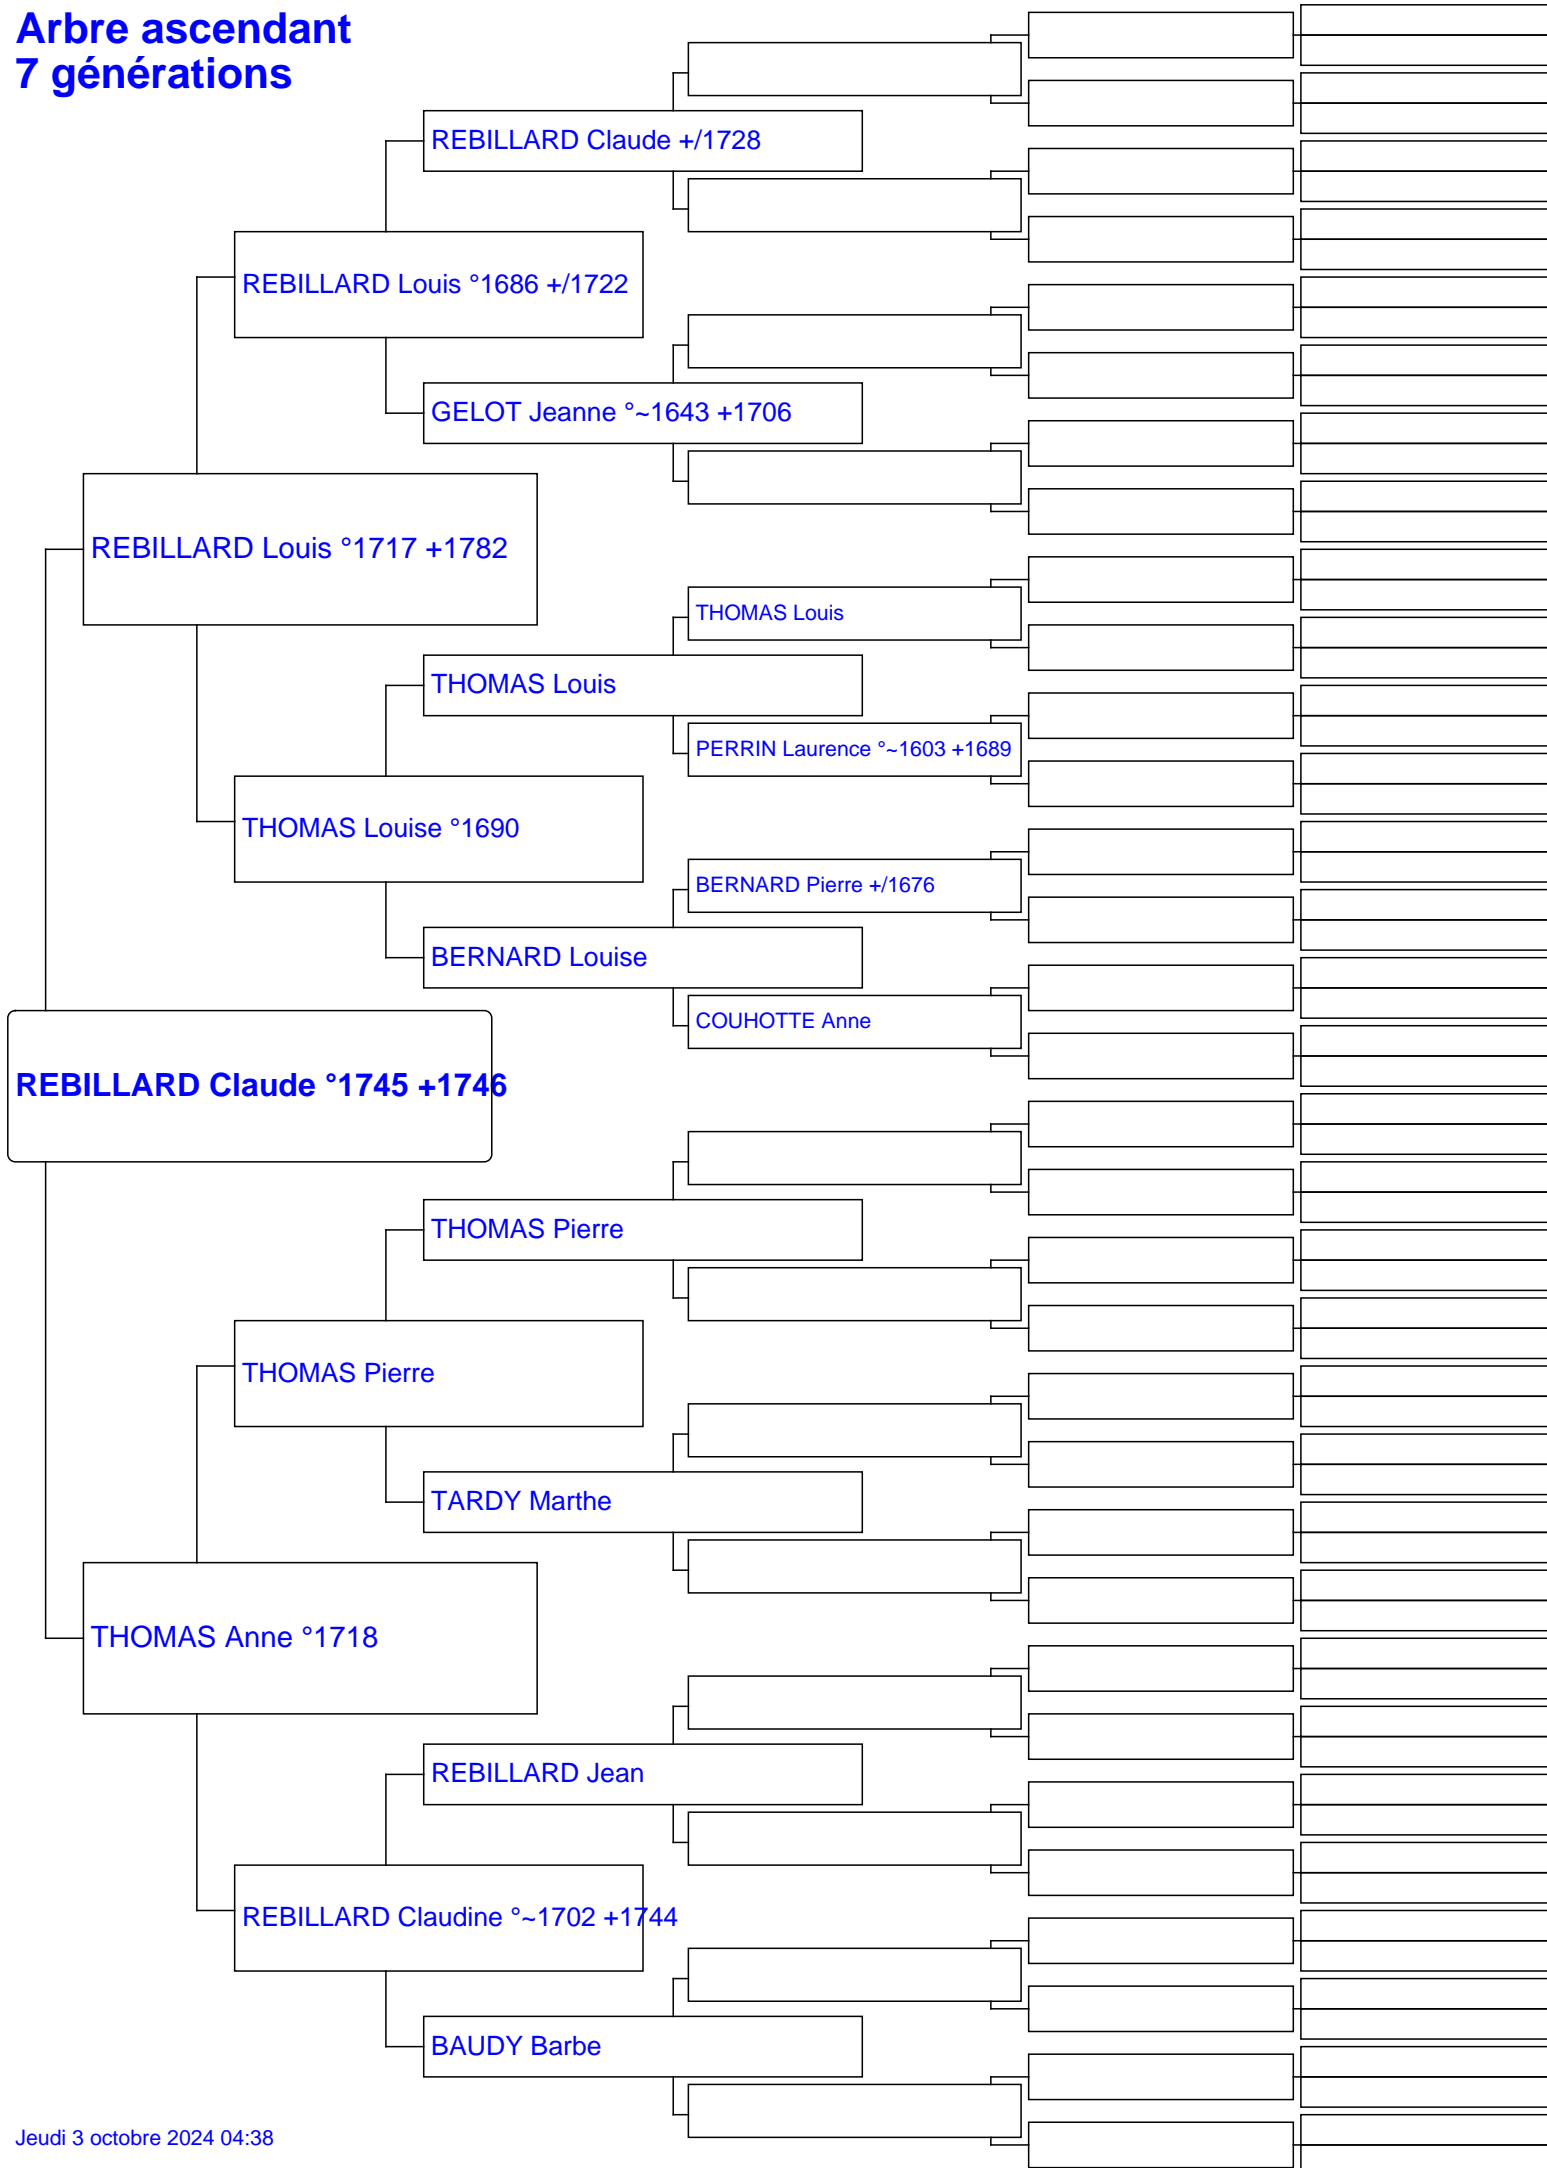 Arbre ascendant
7 générations
REBILLARD Claude +/1728
REBILLARD Louis °1686 +/1722
GELOT Jeanne °~1643 +1706
REBILLARD Louis °1717 +1782
THOMAS Louis
THOMAS Louis
PERRIN Laurence °~1603 +1689
THOMAS Louise °1690
BERNARD Pierre +/1676
BERNARD Louise
COUHOTTE Anne
REBILLARD Claude °1745 +1746
THOMAS Pierre
THOMAS Pierre
TARDY Marthe
THOMAS Anne °1718
REBILLARD Jean
REBILLARD Claudine °~1702 +1744
BAUDY Barbe
Jeudi 3 octobre 2024 04:38